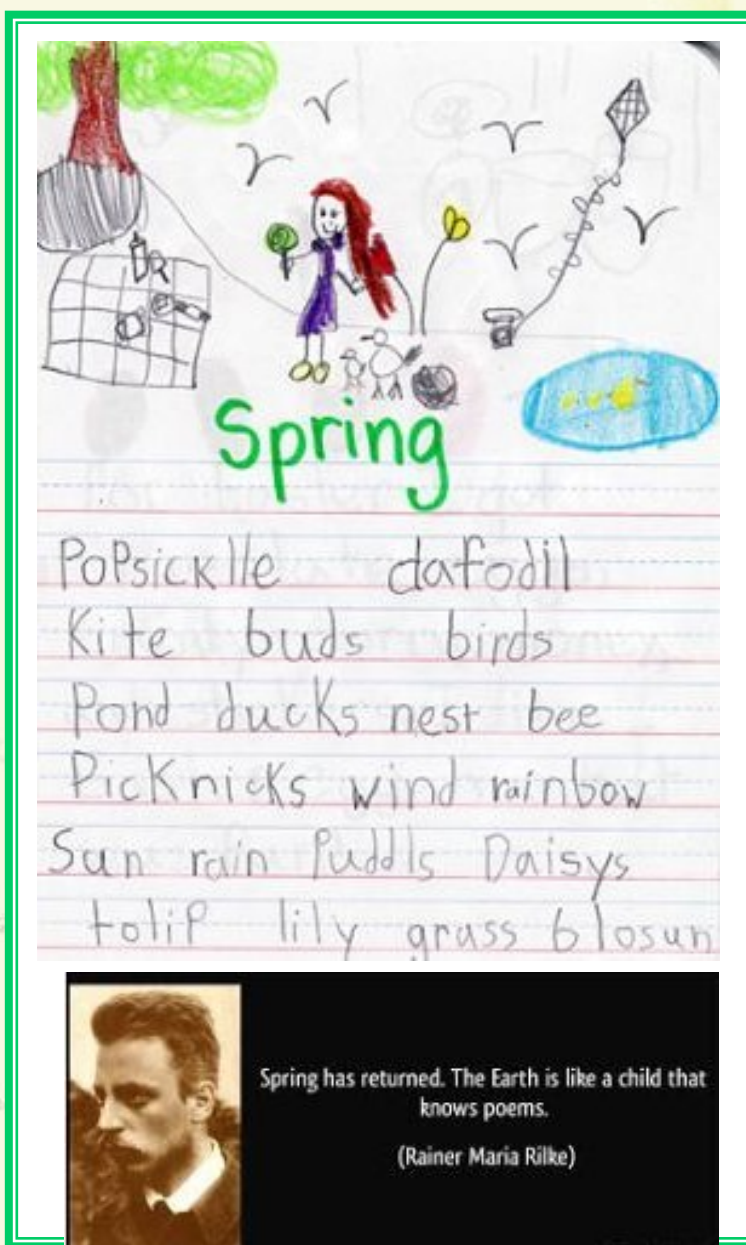 Spring
Popsicklle dafodil
Kite buds birds
Pond ducks nest bee
Picknicks wind rainbow
Sun rain Puddls Daisys
tolip lily grass blosun
Spring has returned. The Earth is like a child that
knows poems.
(Rainer Maria Rilke)